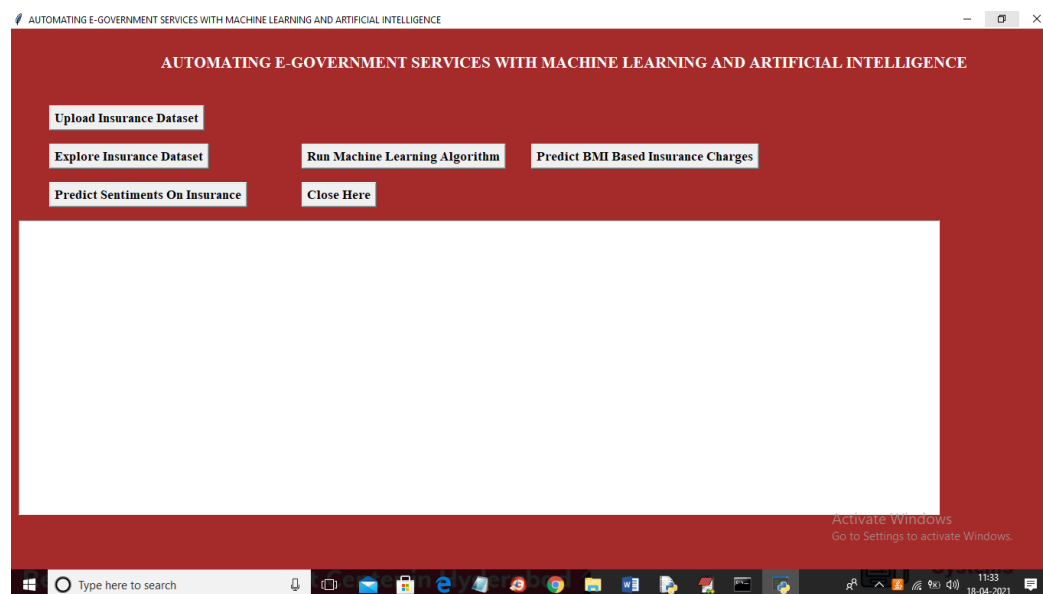 AUTOMATING E-GOVERNMENT SERVICES WITH MACHINE LEARNING AND ARTIFICIAL INTELLIGENCE
AUTOMATING E-GOVERNMENT SERVICES WITH MACHINE LEARNING AND ARTIFICIAL INTELLIGENCE
Upload Insurance Dataset
Explore Insurance Dataset Run Machine Learning Algorithm Predict BMI Based Insurance Charges
Predict Sentiments On Insurance Close Here
Activate Windows
Go to Settings to activate Windows.
Type here to search
11:33
18-04-2021